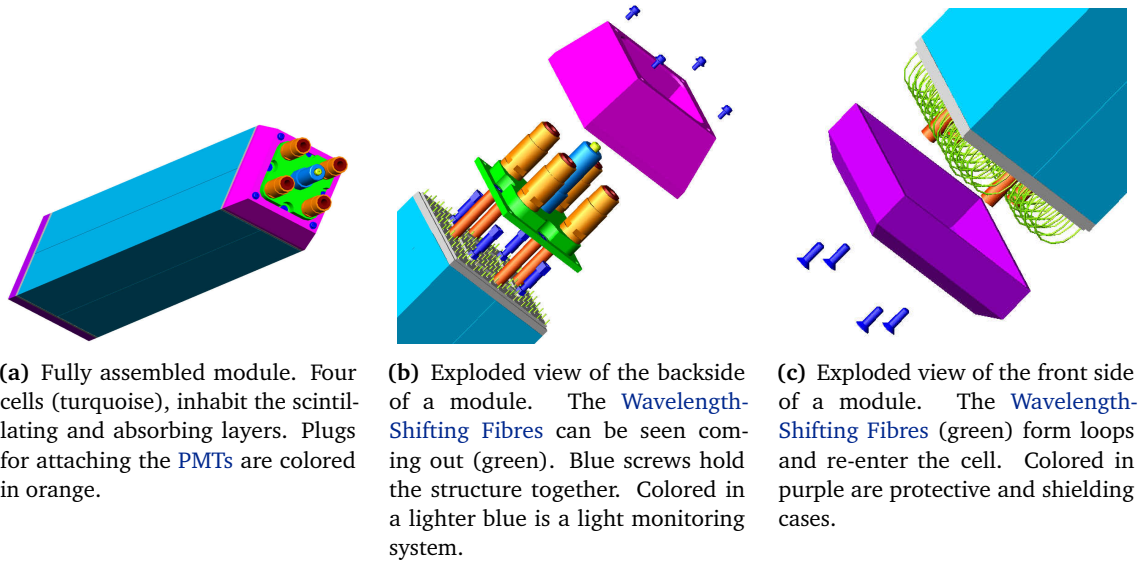 (a) Fully assembled module. Four
cells (turquoise), inhabit the scintil-
lating and absorbing layers. Plugs
for attaching the PMTs are colored
in orange.
(b) Exploded view of the backside
of a module. The Wavelength-
Shifting Fibres can be seen com-
ing out (green). Blue screws hold
the structure together. Colored in
a lighter blue is a light monitoring
system.
(c) Exploded view of the front side
of a module. The Wavelength-
Shifting Fibres (green) form loops
and re-enter the cell. Colored in
purple are protective and shielding
cases.